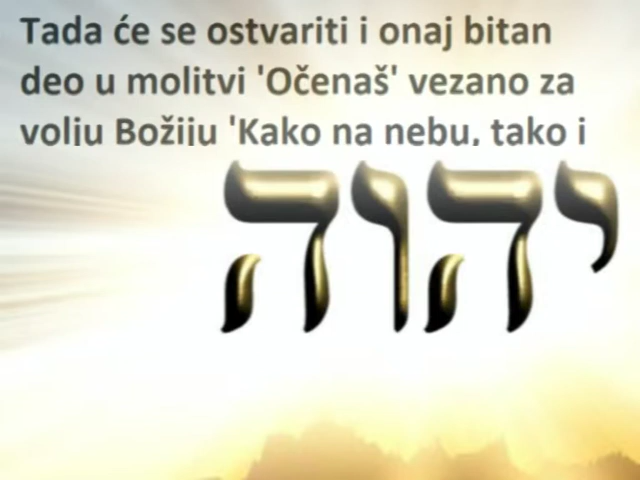 Tada će se ostvariti i onaj bitan
deo u molitvi 'Očenaš' vezano za
volju Božiju 'Kako na nebu, tako i
יהוה